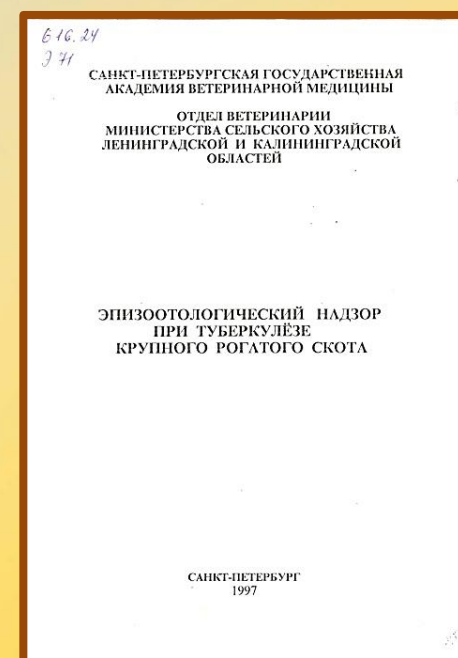 616.24
Э 71
САНКТ-ПЕТЕРБУРГСКАЯ ГОСУДАРСТВЕННАЯ
АКАДЕМИЯ ВЕТЕРИНАРНОЙ МЕДИЦИНЫ
ОТДЕЛ ВЕТЕРИНАРИИ
МИНИСТЕРСТВА СЕЛЬСКОГО ХОЗЯЙСТВА
ЛЕНИНГРАДСКОЙ И КАЛИНИНГРАДСКОЙ
ОБЛАСТЕЙ
ЭПИЗООТОЛОГИЧЕСКИЙ НАДЗОР
ПРИ ТУБЕРКУЛЁЗЕ
КРУПНОГО РОГАТОГО СКОТА
САНКТ-ПЕТЕРБУРГ
1997